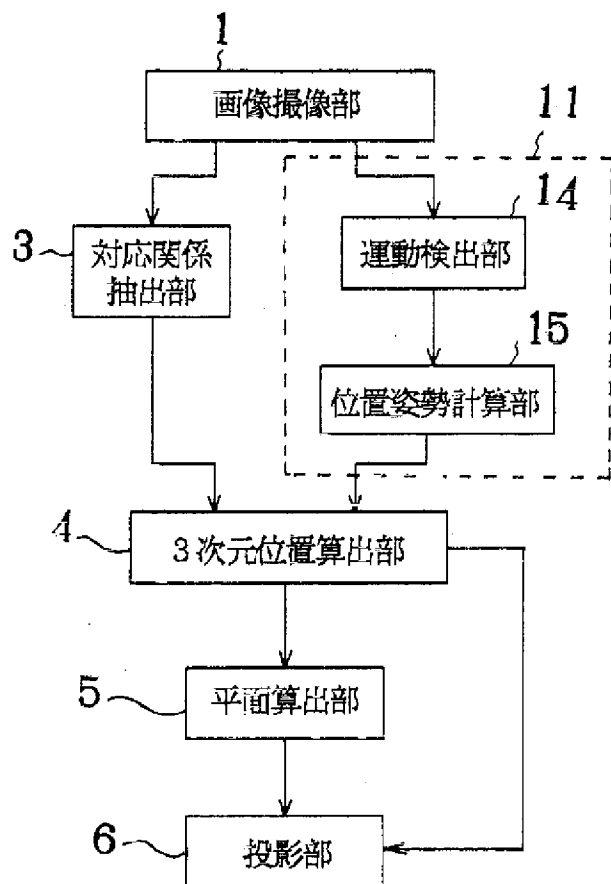 1
画像撮像部
11
14
3
対応関係
抽出部
運動検出部
15
位置姿勢計算部
4
3次元位置算出部
5
平面算出部
6
投影部